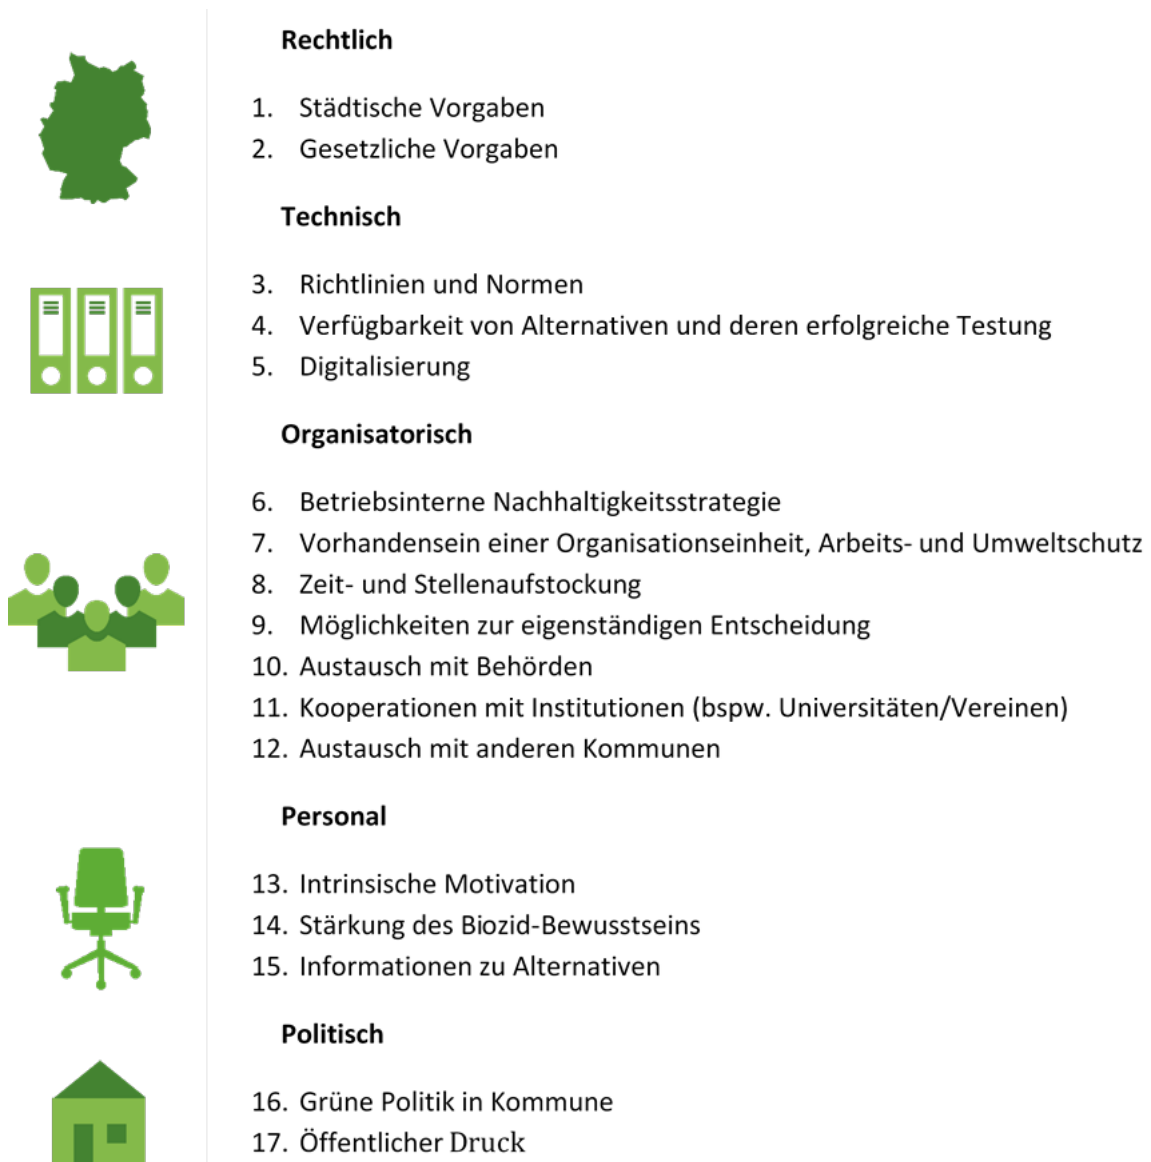 Rechtlich
1. Städtische Vorgaben
2. Gesetzliche Vorgaben
Technisch
3. Richtlinien und Normen
4. Verfügbarkeit von Alternativen und deren erfolgreiche Testung
5. Digitalisierung
Organisatorisch
6. Betriebsinterne Nachhaltigkeitsstrategie
7. Vorhandensein einer Organisationseinheit, Arbeits- und Umweltschutz
8. Zeit- und Stellenaufstockung
9. Möglichkeiten zur eigenständigen Entscheidung
10. Austausch mit Behörden
11. Kooperationen mit Institutionen (bspw. Universitäten/Vereinen)
12. Austausch mit anderen Kommunen
Personal
13. Intrinsische Motivation
14. Stärkung des Biozid-Bewusstseins
15. Informationen zu Alternativen
Politisch
16. Grüne Politik in Kommune
17. Öffentlicher Druck